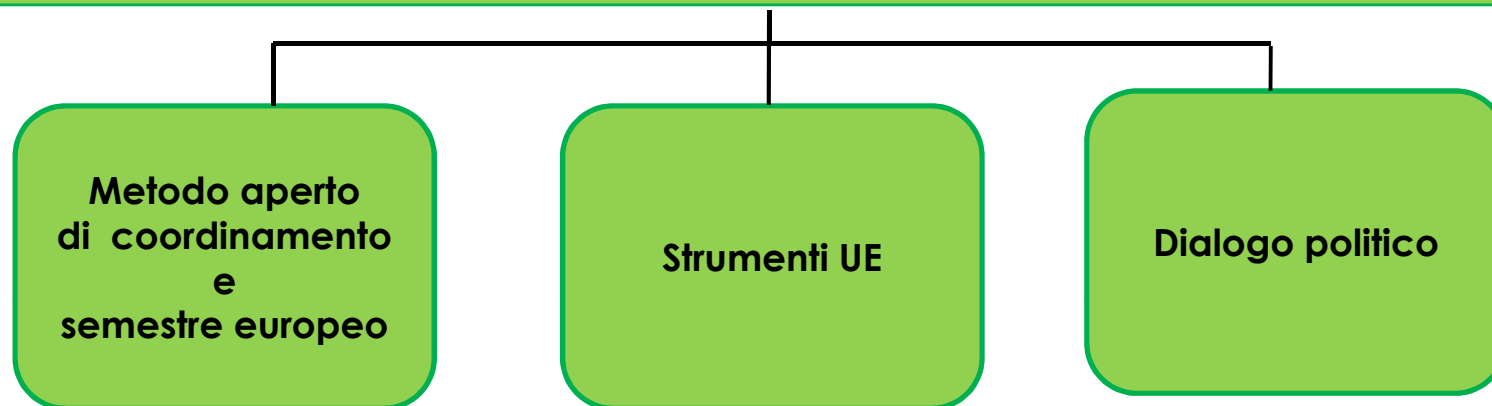 Metodo aperto
di coordinamento
e
semestre europeo
Strumenti UE
Dialogo politico